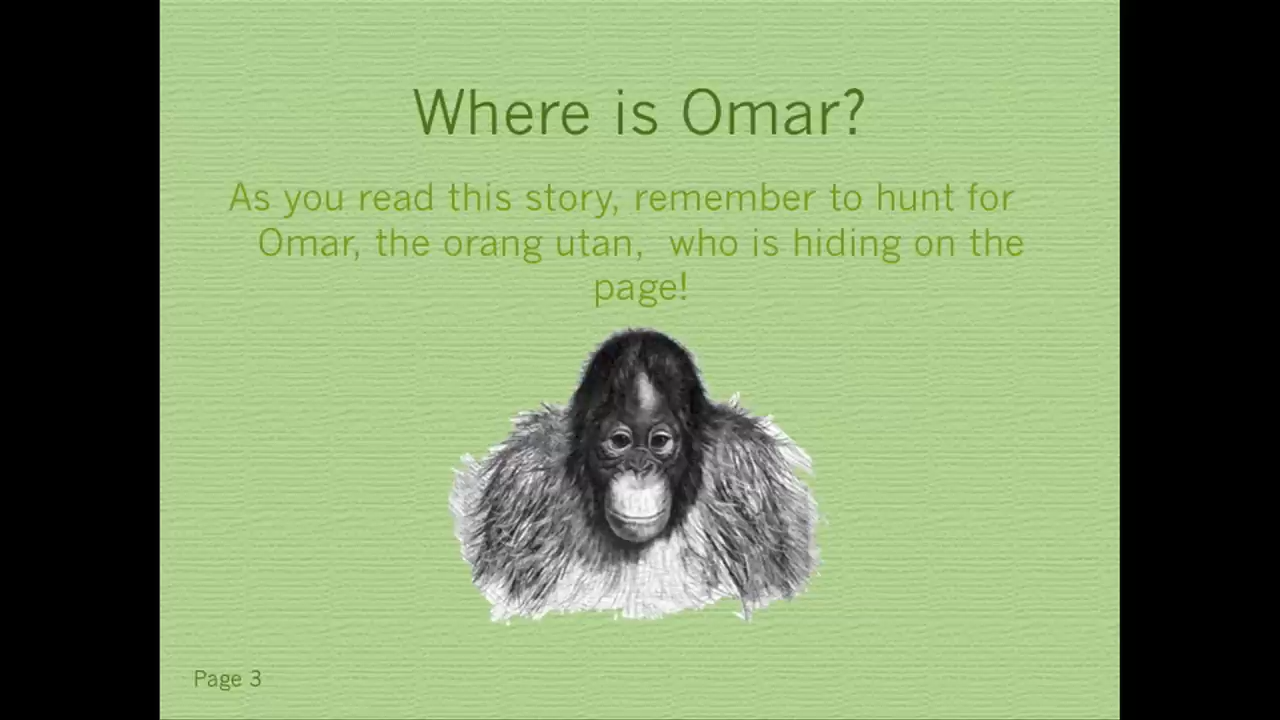 Where is Omar?
As you read this story, remember to hunt for
Omar, the orang utan,  who is hiding on the
page!
Page 3